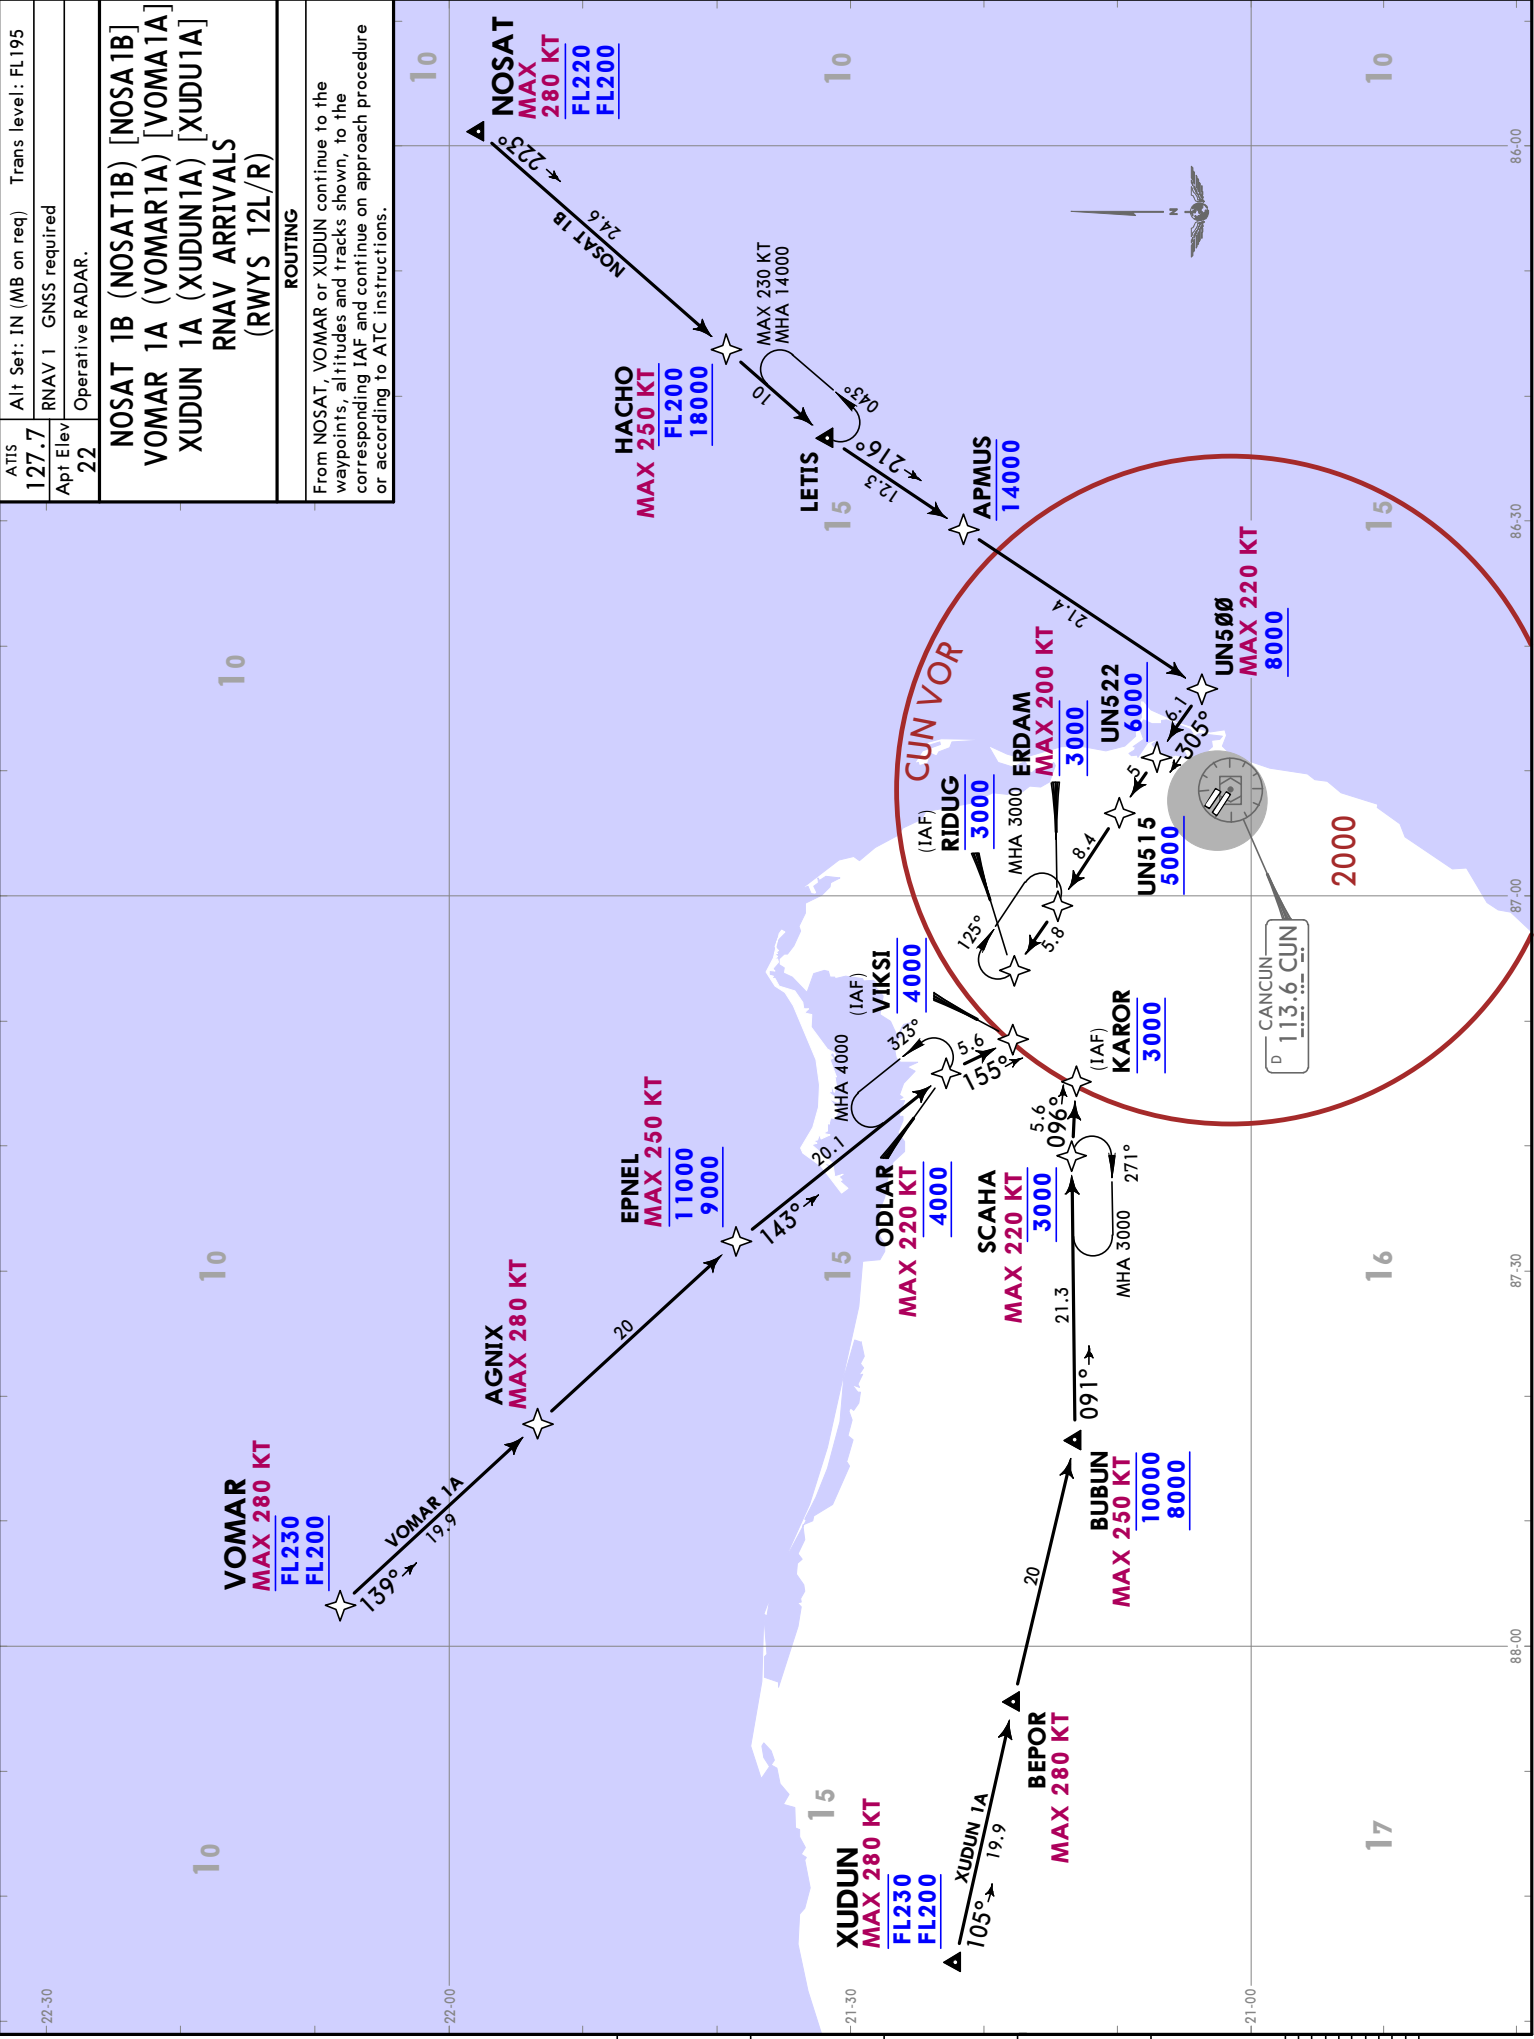 ATIS
127.7
Alt Set: IN (MB on req) Trans level: FL195
Apt Elev
22
RNAV 1 GNSS required
Operative RADAR.
NOSAT 1B (NOSAT1B) [NOSA1B]
VOMAR 1A (VOMAR1A) [VOMA1A]
XUDUN 1A (XUDUN1A) [XUDU1A]
RNAV ARRIVALS
(RWYS 12L/R)
ROUTING
From NOSAT, VOMAR or XUDUN continue to the
waypoints, altitudes and tracks shown, to the
corresponding IAF and continue on approach procedure
or according to ATC instructions.
NOSAT
MAX
280 KT
FL220
FL200
223°
24.6
NOSAT 1B
HACHO
MAX 250 KT
FL200
18000
10
MAX 230 KT
MHA 14000
043°
LETIS
216°
12.3
APMUS
14000
21.4
UN5ØØ
MAX 220 KT
8000
6.1
305°
UN522
6000
5
UN515
5000
8.4
ERDAM
MAX 200 KT
3000
5.8
MHA 3000
125°
(IAF)
RIDUG
3000
CUN VOR
2000
D
CANCUN
113.6 CUN
VOMAR
MAX 280 KT
FL230
FL200
139°
VOMAR 1A
19.9
AGNIX
MAX 280 KT
20
EPNEL
MAX 250 KT
11000
9000
143°
20.1
MHA 4000
323°
ODLAR
MAX 220 KT
4000
155°
5.6
(IAF)
VIKSI
4000
XUDUN
MAX 280 KT
FL230
FL200
105°
XUDUN 1A
19.9
BEPOR
MAX 280 KT
20
BUBUN
MAX 250 KT
10000
8000
091°
21.3
SCAHA
MAX 220 KT
3000
MHA 3000
271°
5.6
096°
(IAF)
KAROR
3000
N
10
10
10
10
10
10
15
15
15
15
16
17
22-30
22-00
21-30
21-00
88-00
87-30
87-00
86-30
86-00